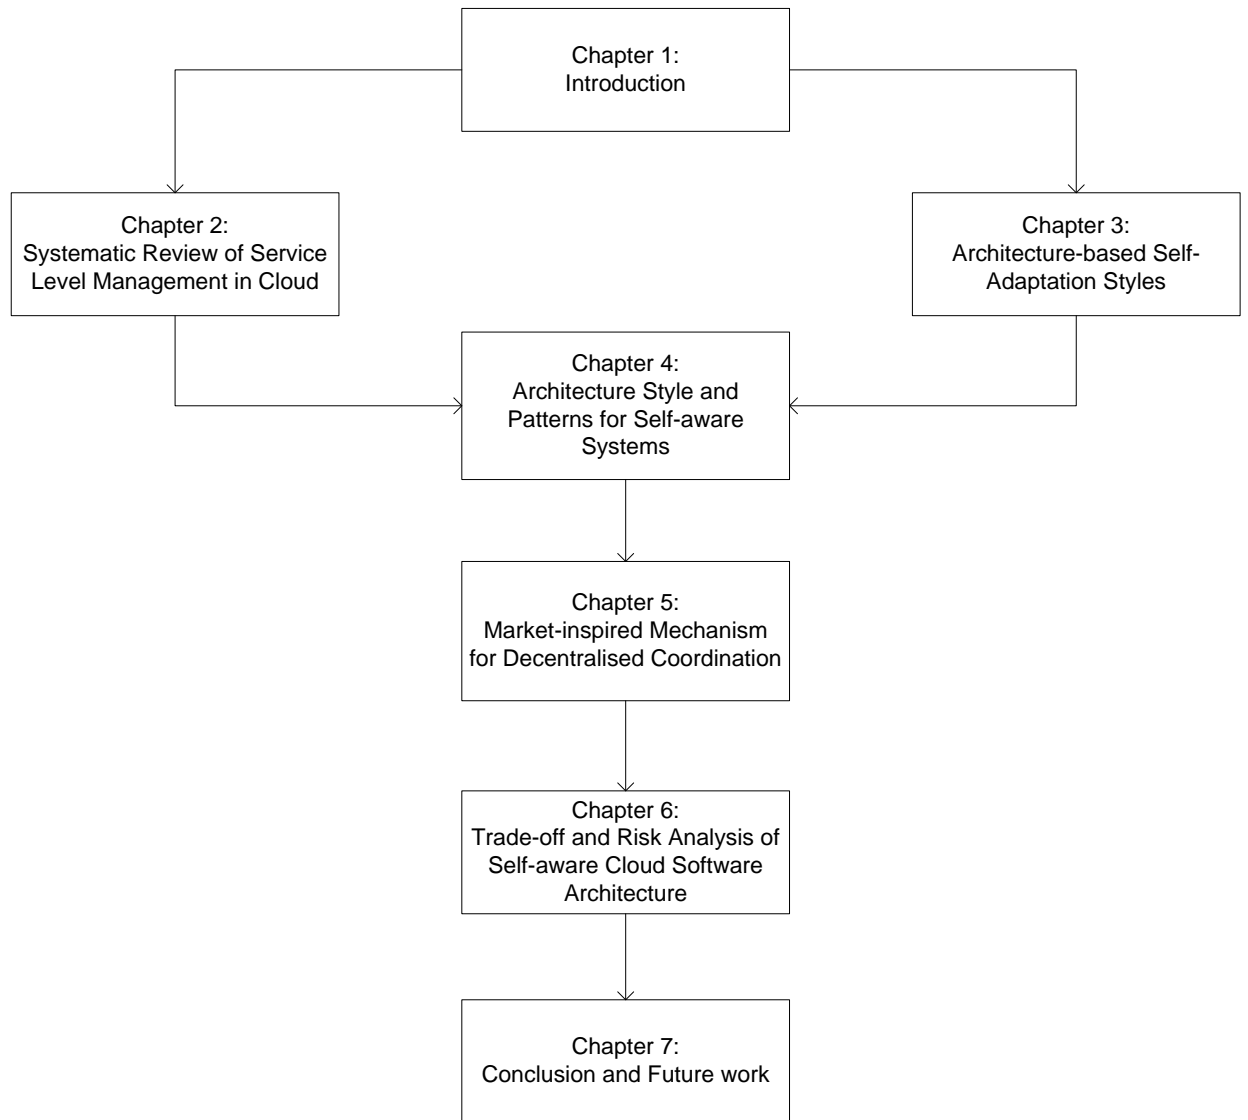 Chapter 1:
Introduction
Chapter 2:
Systematic Review of Service
Level Management in Cloud
Chapter 3:
Architecture-based Self-
Adaptation Styles
Chapter 4:
Architecture Style and
Patterns for Self-aware
Systems
Chapter 5:
Market-inspired Mechanism
for Decentralised Coordination
Chapter 6:
Trade-off and Risk Analysis of
Self-aware Cloud Software
Architecture
Chapter 7:
Conclusion and Future work